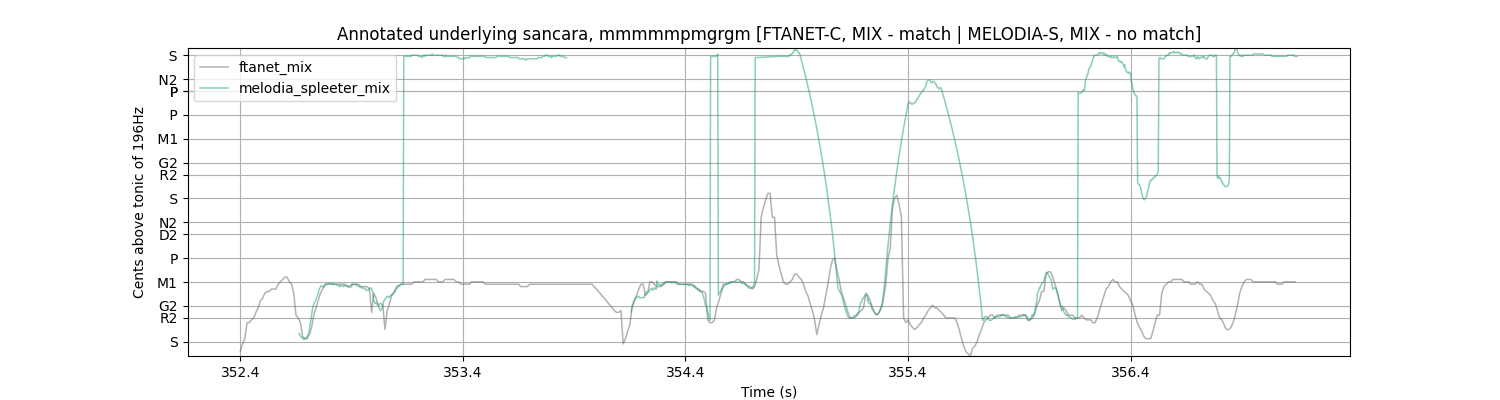 Annotated underlying sancara, mmmmmmpmgrgm [FTANET-C, MIX - match | MELODIA-S, MIX - no match]
S
N2
P
P
M1
G2
R2
S
N2
D2
P
M1
G2
R2
S
ftanet_mix
melodia_spleeter_mix
Cents above tonic of 196Hz
352.4
353.4
354.4
355.4
356.4
Time (s)